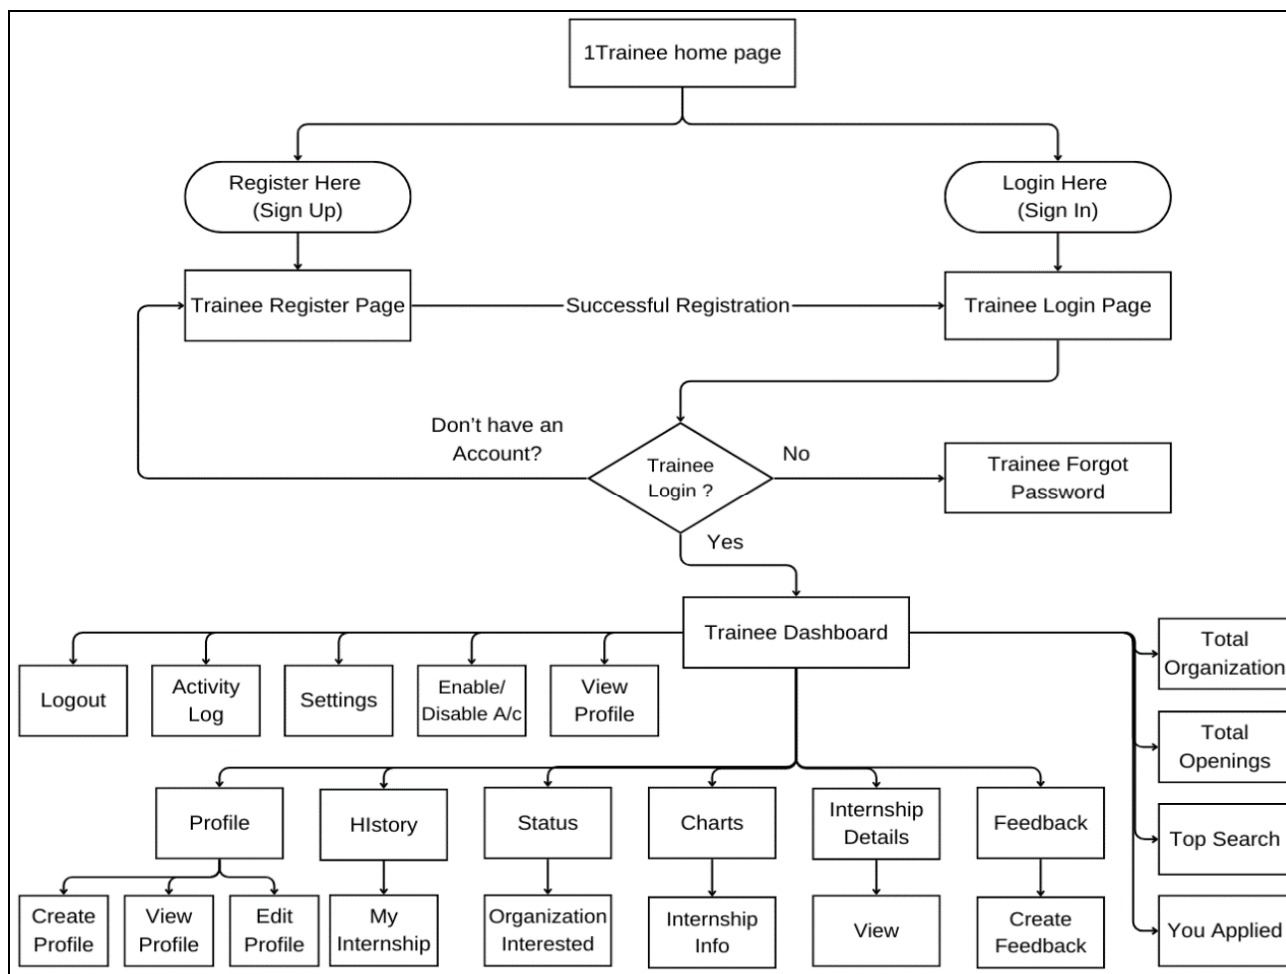 1Trainee home page
Register Here
(Sign Up)
Login Here
(Sign In)
Trainee Register Page
Successful Registration
Trainee Login Page
Don't have an
Account?
Trainee
Login ?
No
Trainee Forgot
Password
Yes
Trainee Dashboard
Logout
Activity
Log
Settings
Enable/
Disable A/c
View
Profile
Total
Organization
Total
Openings
Top Search
You Applied
Profile
HIstory
Status
Charts
Internship
Details
Feedback
Create
Profile
View
Profile
Edit
Profile
My
Internship
Organization
Interested
Internship
Info
View
Create
Feedback